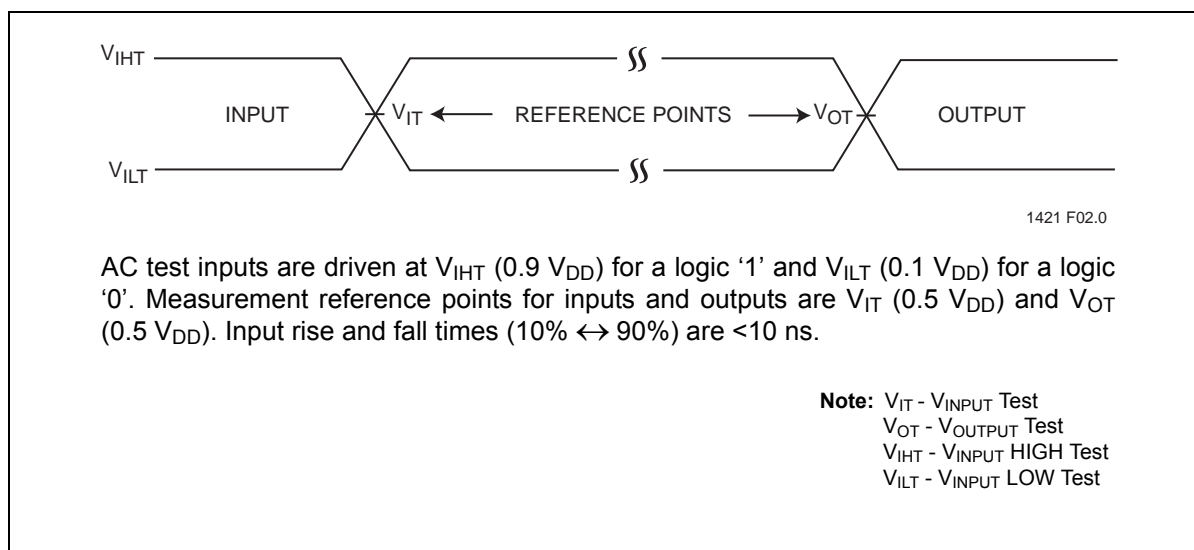 VIHT
INPUT VIT REFERENCE POINTS VOT OUTPUT
VILT
1421 F02.0
AC test inputs are driven at VIHT (0.9 VDD) for a logic ‘1’ and VILT (0.1 VDD) for a logic
‘0’. Measurement reference points for inputs and outputs are VIT (0.5 VDD) and VOT
(0.5 VDD). Input rise and fall times (10% ↔ 90%) are <10 ns.
Note: VIT - VINPUT Test
VOT - VOUTPUT Test
VIHT - VINPUT HIGH Test
VILT - VINPUT LOW Test